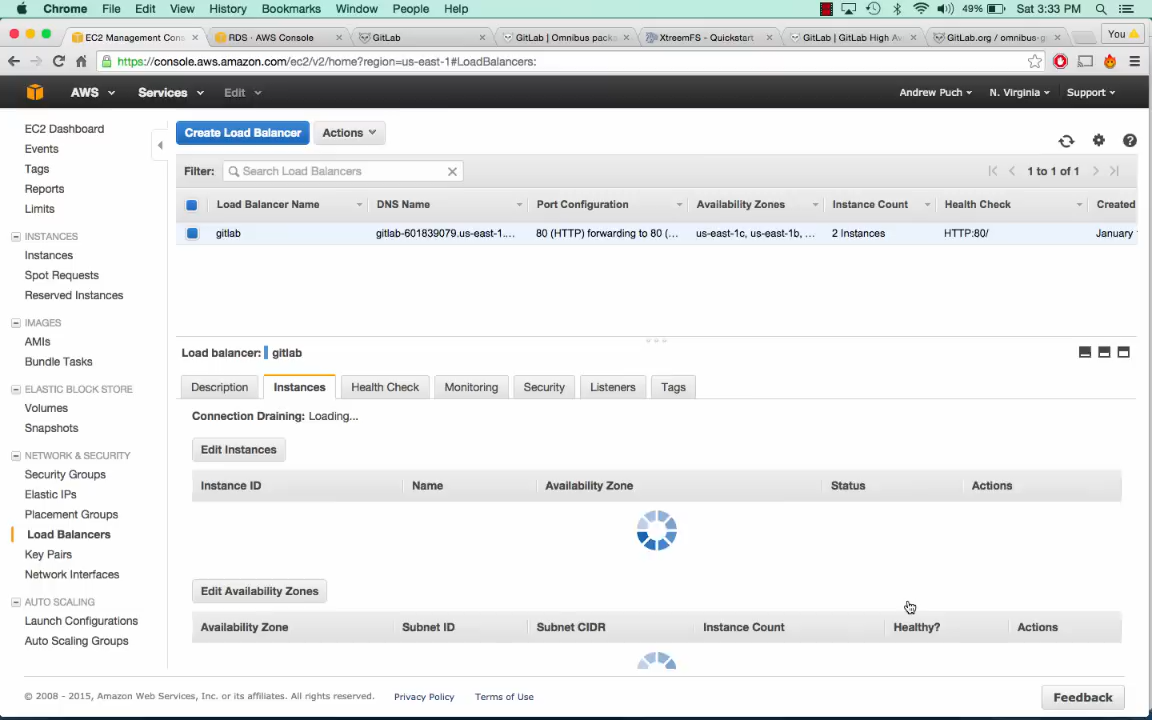 Chrome File Edit View History Bookmarks Window People Help 49% Sat 3:33 PM
EC2 Management Cons RDS · AWS Console GitLab GitLab | Omnibus pack XtreemFS - Quickstart GitLab | GitLab High Av GitLab.org / omnibus-g You
https://console.aws.amazon.com/ec2/v2/home?region=us-east-1#LoadBalancers:
AWS Services Edit Andrew Puch N. Virginia Support
EC2 Dashboard
Events
Tags
Reports
Limits
INSTANCES
Instances
Spot Requests
Reserved Instances
IMAGES
AMIs
Bundle Tasks
ELASTIC BLOCK STORE
Volumes
Snapshots
NETWORK & SECURITY
Security Groups
Elastic IPs
Placement Groups
Load Balancers
Key Pairs
Network Interfaces
AUTO SCALING
Launch Configurations
Auto Scaling Groups
Create Load Balancer Actions
Filter: Search Load Balancers 1 to 1 of 1
Load Balancer Name DNS Name Port Configuration Availability Zones Instance Count Health Check Created
gitlab gitlab-601839079.us-east-1.... 80 (HTTP) forwarding to 80 (... us-east-1c, us-east-1b, ... 2 Instances HTTP:80/ January
Load balancer: gitlab
Description Instances Health Check Monitoring Security Listeners Tags
Connection Draining: Loading...
Edit Instances
Instance ID Name Availability Zone Status Actions
Edit Availability Zones
Availability Zone Subnet ID Subnet CIDR Instance Count Healthy? Actions
© 2008 - 2015, Amazon Web Services, Inc. or its affiliates. All rights reserved. Privacy Policy Terms of Use Feedback